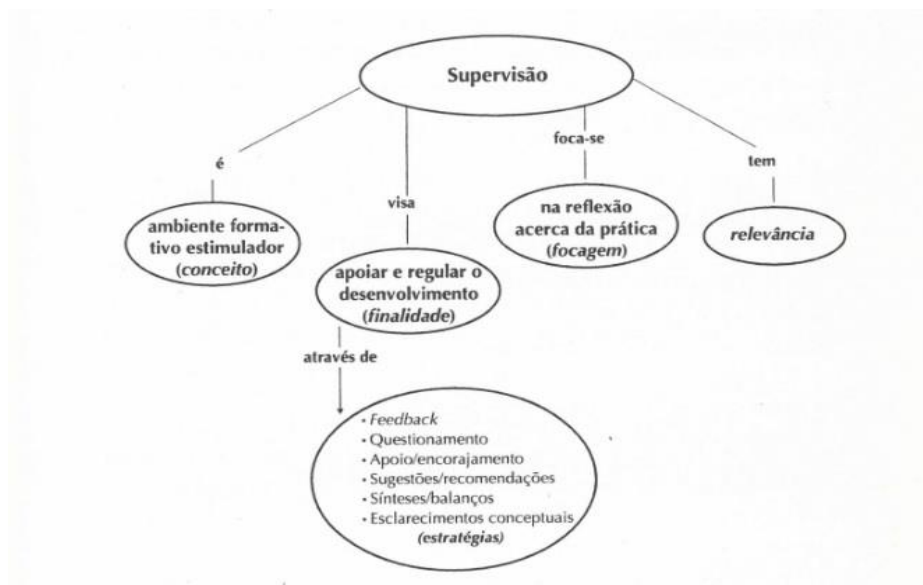 Supervisão
é
visa
foca-se
tem
ambiente forma-
tivo estimulador
(conceito)
apoiar e regular o
desenvolvimento
(finalidade)
na reflexão
acerca da prática
(focagem)
relevância
através de
• Feedback
• Questionamento
• Apoio/encorajamento
• Sugestões/recomendações
• Sínteses/balanços
• Esclarecimentos conceptuais
(estratégias)